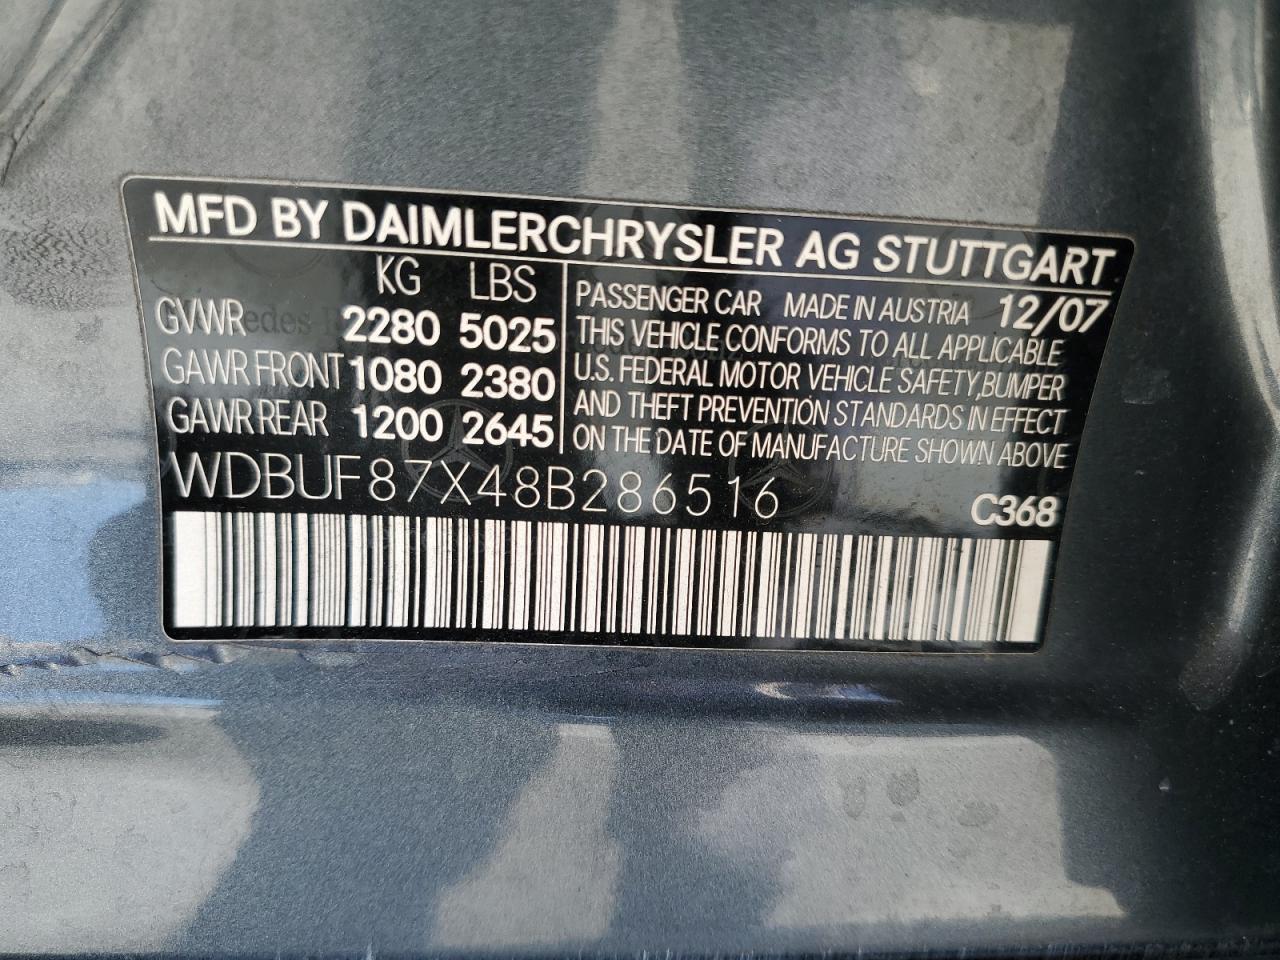 MFD BY DAIMLERCHRYSLER AG STUTTGART
KG LBS
GVWR 2280 5025
GAWR FRONT 1080 2380
GAWR REAR 1200 2645
PASSENGER CAR MADE IN AUSTRIA 12/07
THIS VEHICLE CONFORMS TO ALL APPLICABLE
U.S. FEDERAL MOTOR VEHICLE SAFETY,BUMPER
AND THEFT PREVENTION STANDARDS IN EFFECT
ON THE DATE OF MANUFACTURE SHOWN ABOVE
WDBUF87X48B286516
C368